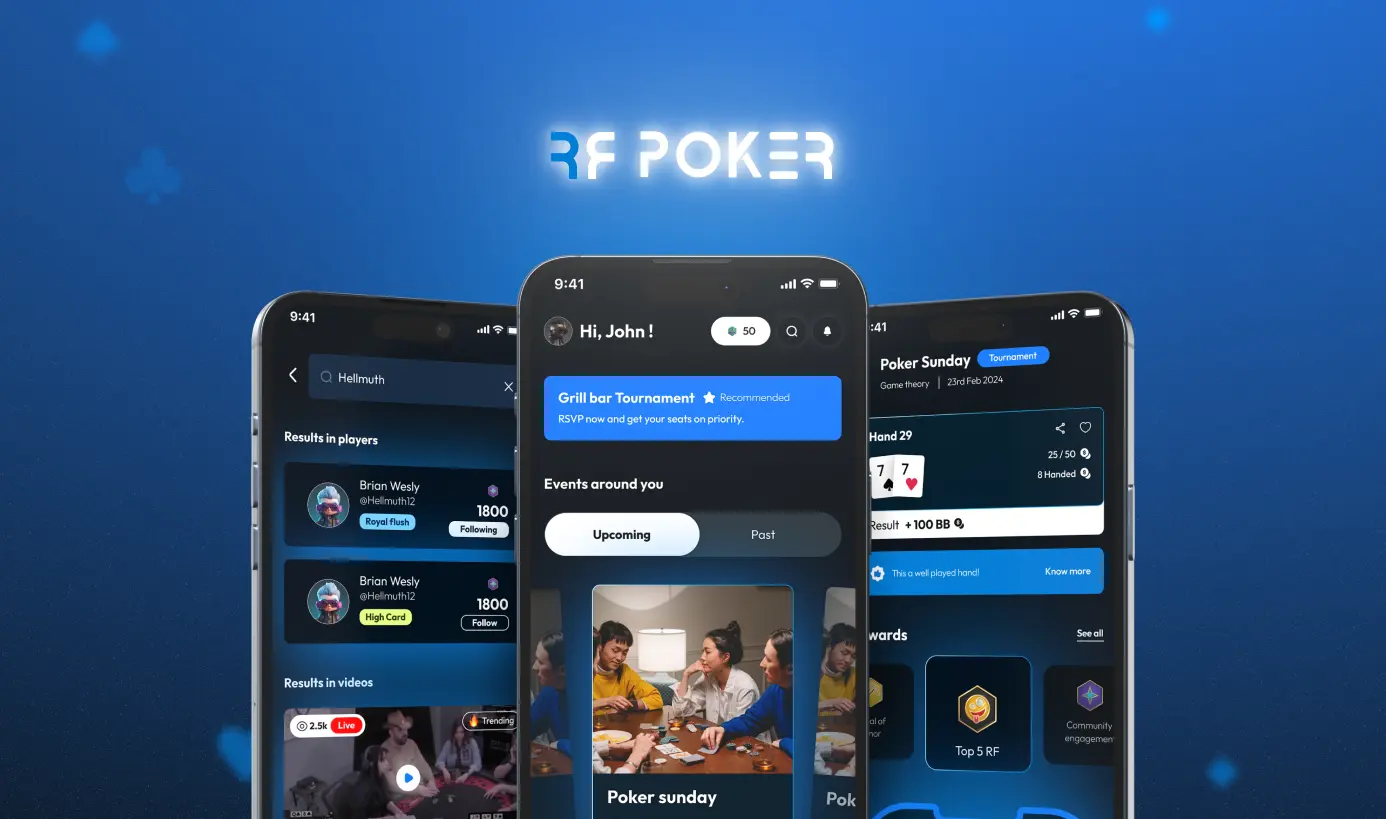 RF POKER
9:41
Hellmuth
Results in players
Brian Wesly
@Hellmuth12
Royal flush
1800
Following
Brian Wesly
@Hellmuth12
High Card
1800
Follow
Results in videos
2.5k Live
Trending
9:41
Hi, John !
50
Grill bar Tournament Recommended
RSVP now and get your seats on priority.
Events around you
Upcoming Past
Poker sunday
Pok
:41
Poker Sunday Tournament
Game theory | 23rd Feb 2024
Hand 29
25 / 50
8 Handed
7 7
Result + 100 BB
This a well played hand!
Know more
wards
See all
al of
nor
Top 5 RF
Community
engagement